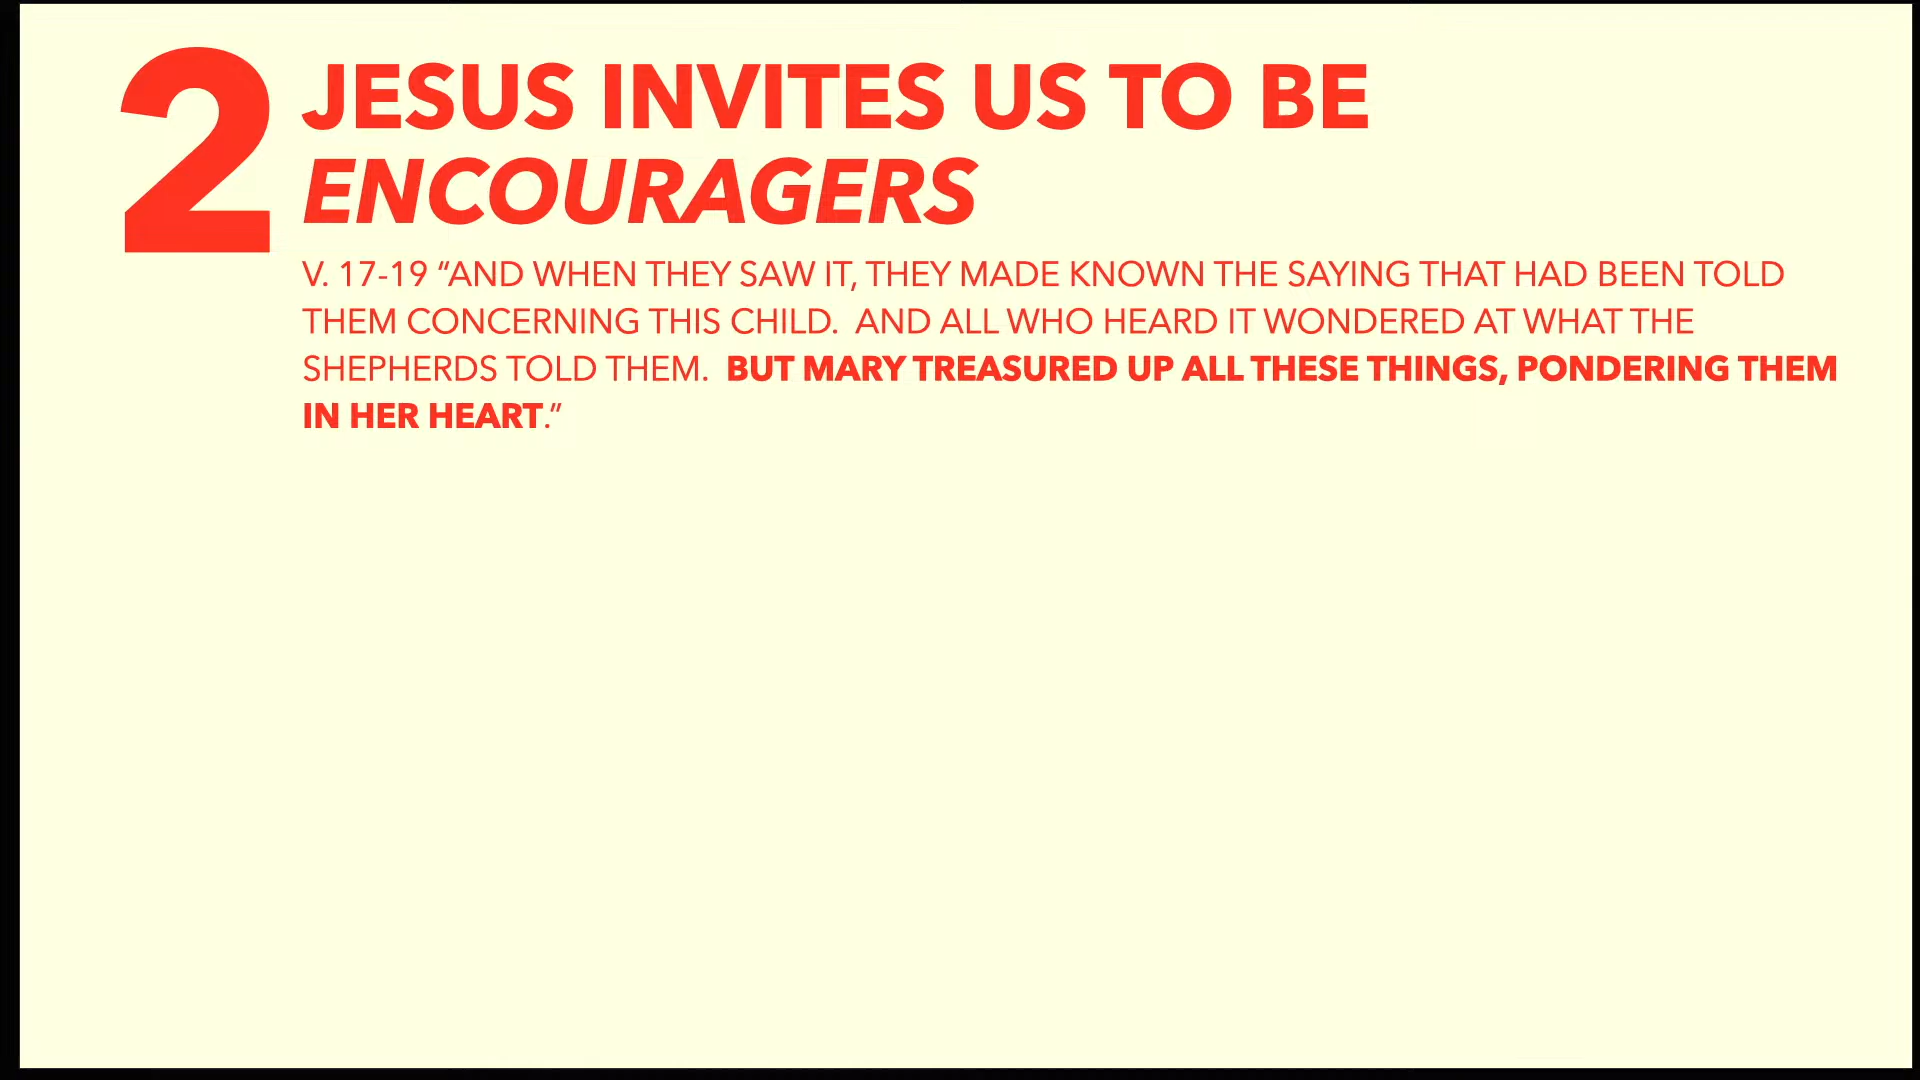 2
JESUS INVITES US TO BE
ENCOURAGERS
V. 17-19 “AND WHEN THEY SAW IT, THEY MADE KNOWN THE SAYING THAT HAD BEEN TOLD
THEM CONCERNING THIS CHILD.  AND ALL WHO HEARD IT WONDERED AT WHAT THE
SHEPHERDS TOLD THEM.  BUT MARY TREASURED UP ALL THESE THINGS, PONDERING THEM
IN HER HEART.”